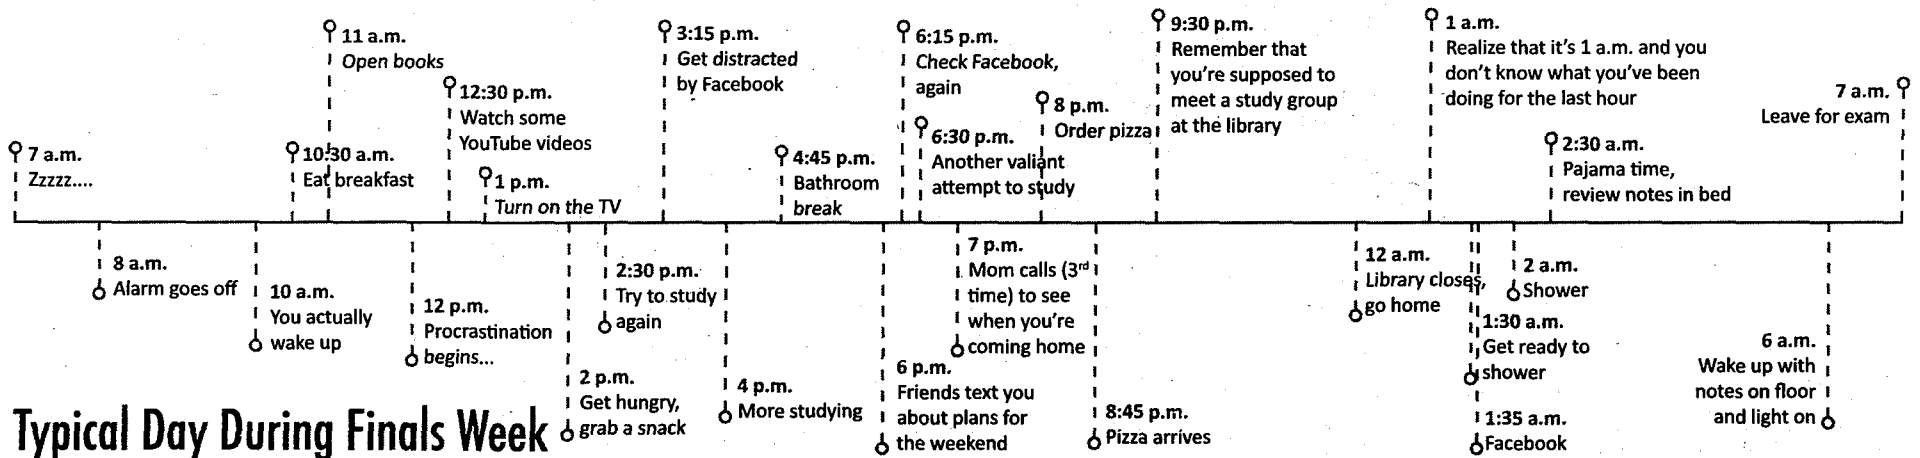 7 a.m.
Zzzzz....
8 a.m.
Alarm goes off
10 a.m.
You actually
wake up
10:30 a.m.
Eat breakfast
11 a.m.
Open books
12 p.m.
Procrastination
begins...
12:30 p.m.
Watch some
YouTube videos
1 p.m.
Turn on the TV
2 p.m.
Get hungry,
grab a snack
2:30 p.m.
Try to study
again
3:15 p.m.
Get distracted
by Facebook
4 p.m.
More studying
4:45 p.m.
Bathroom
break
6 p.m.
Friends text you
about plans for
the weekend
6:15 p.m.
Check Facebook,
again
6:30 p.m.
Another valiant
attempt to study
7 p.m.
Mom calls (3rd
time) to see
when you're
coming home
8 p.m.
Order pizza
8:45 p.m.
Pizza arrives
9:30 p.m.
Remember that
you're supposed to
meet a study group
at the library
12 a.m.
Library closes,
go home
1 a.m.
Realize that it's 1 a.m. and you
don't know what you've been
doing for the last hour
1:30 a.m.
Get ready to
shower
1:35 a.m.
Facebook
2 a.m.
Shower
2:30 a.m.
Pajama time,
review notes in bed
6 a.m.
Wake up with
notes on floor
and light on
7 a.m.
Leave for exam
Typical Day During Finals Week